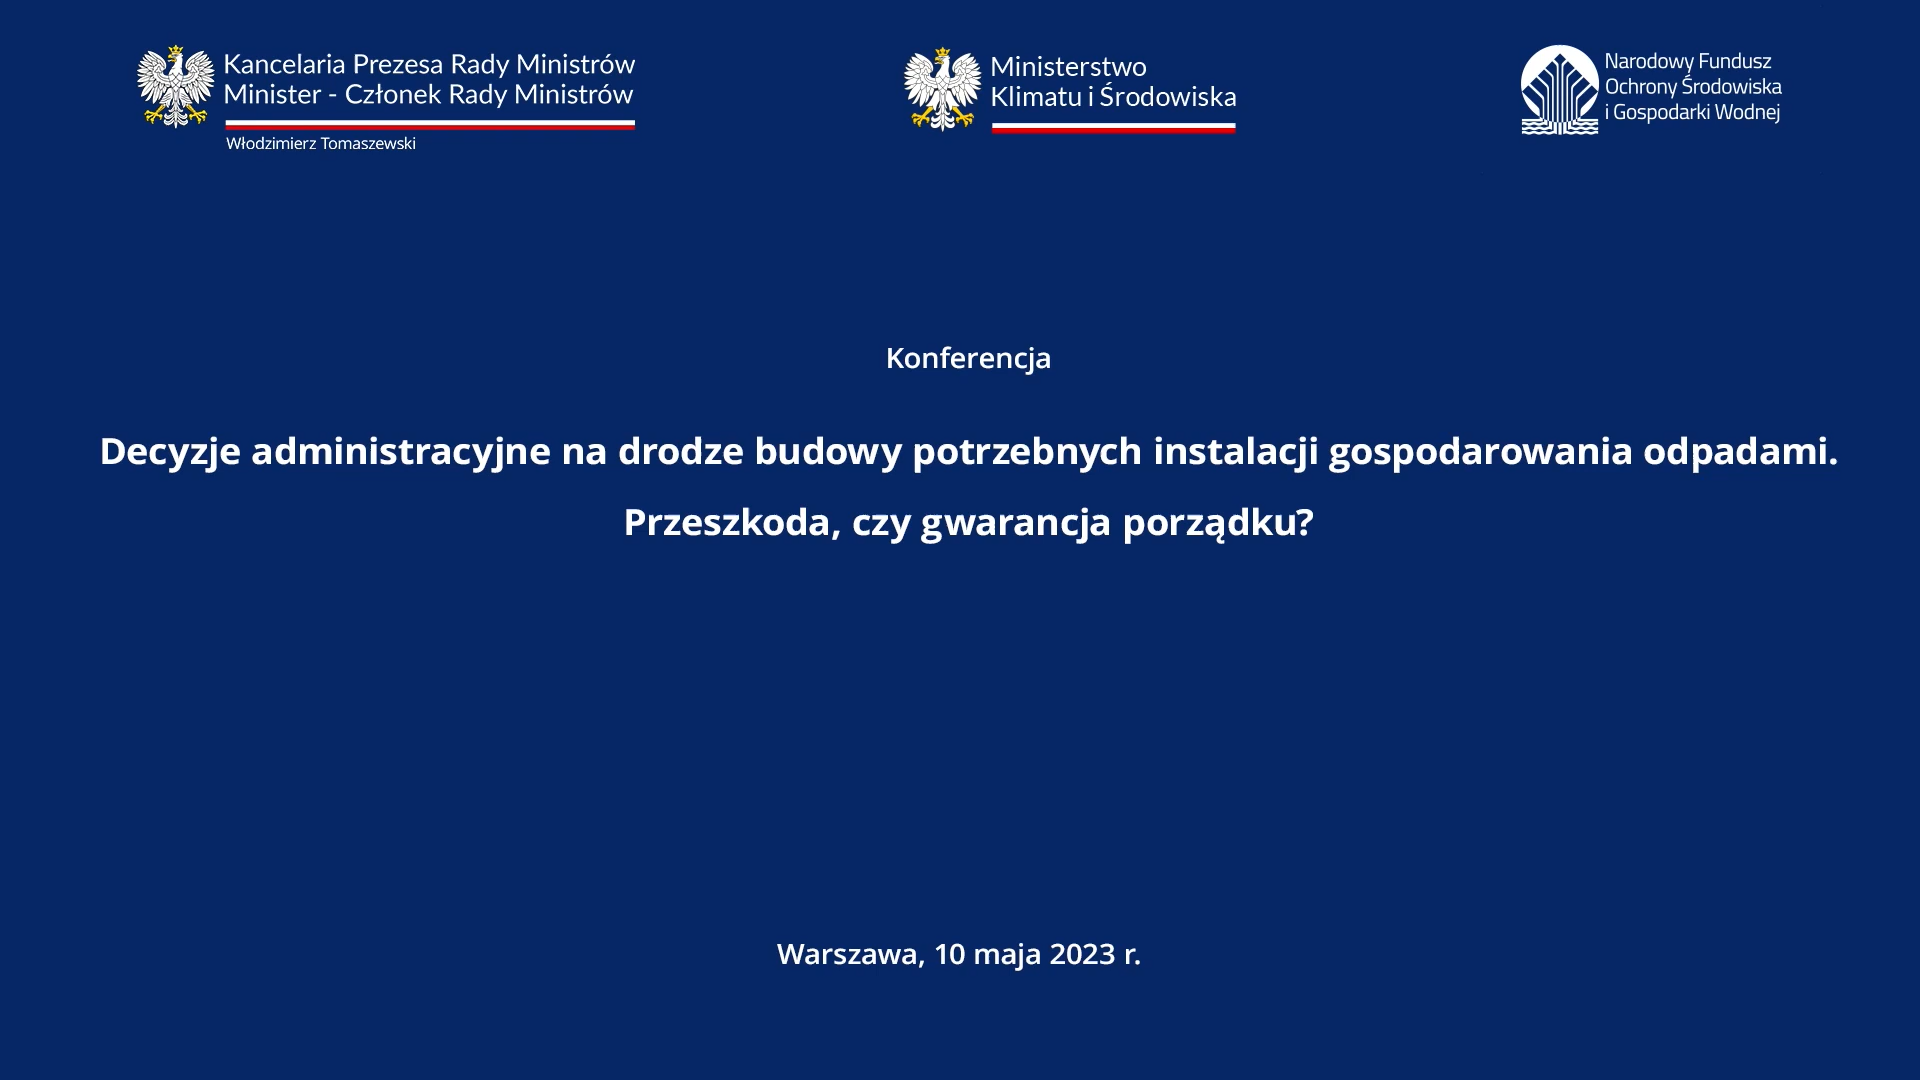 Kancelaria Prezesa Rady Ministrów
Minister - Członek Rady Ministrów
Włodzimierz Tomaszewski
Ministerstwo
Klimatu i Środowiska
Narodowy Fundusz
Ochrony Środowiska
i Gospodarki Wodnej
Konferencja
Decyzje administracyjne na drodze budowy potrzebnych instalacji gospodarowania odpadami.
Przeszkoda, czy gwarancja porządku?
Warszawa, 10 maja 2023 r.